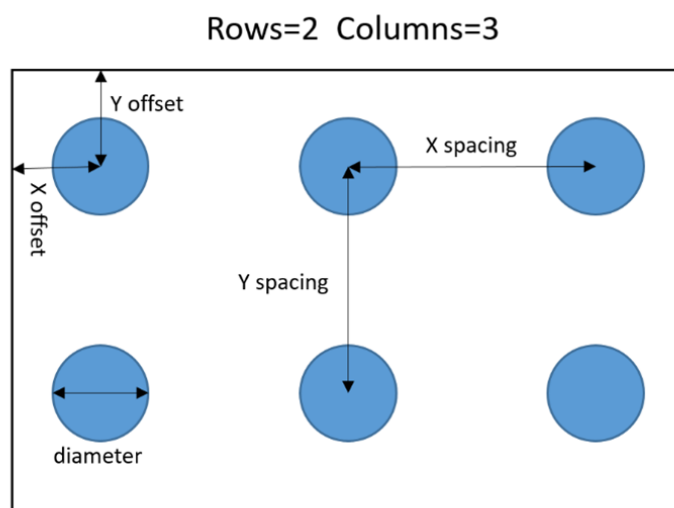 Rows=2  Columns=3
Y offset
X spacing
X offset
Y spacing
diameter